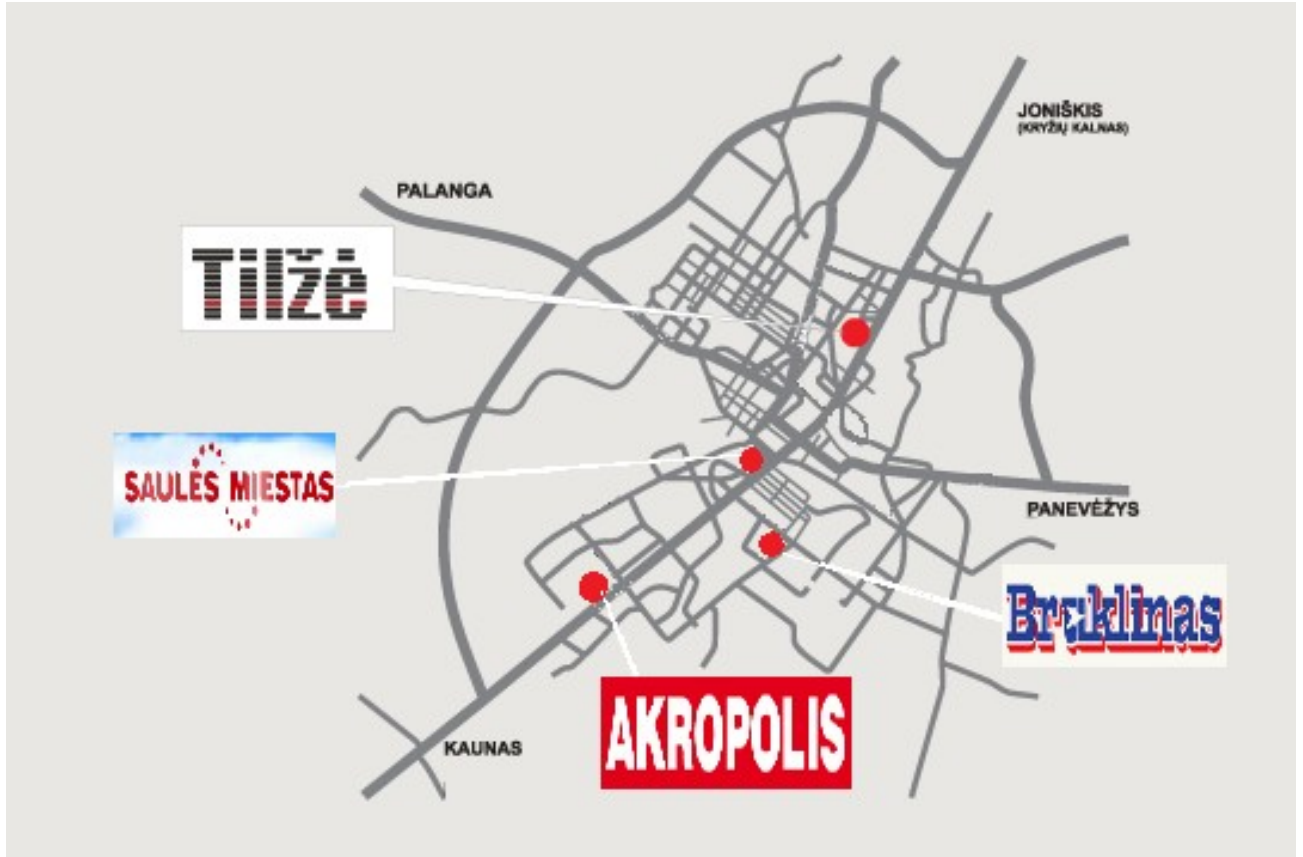 JONIŠKIS
(KRYŽIŲ KALNAS)
PALANGA
Tilžė
SAULĖS MIESTAS
PANEVĖŽYS
Bruklinas
AKROPOLIS
KAUNAS